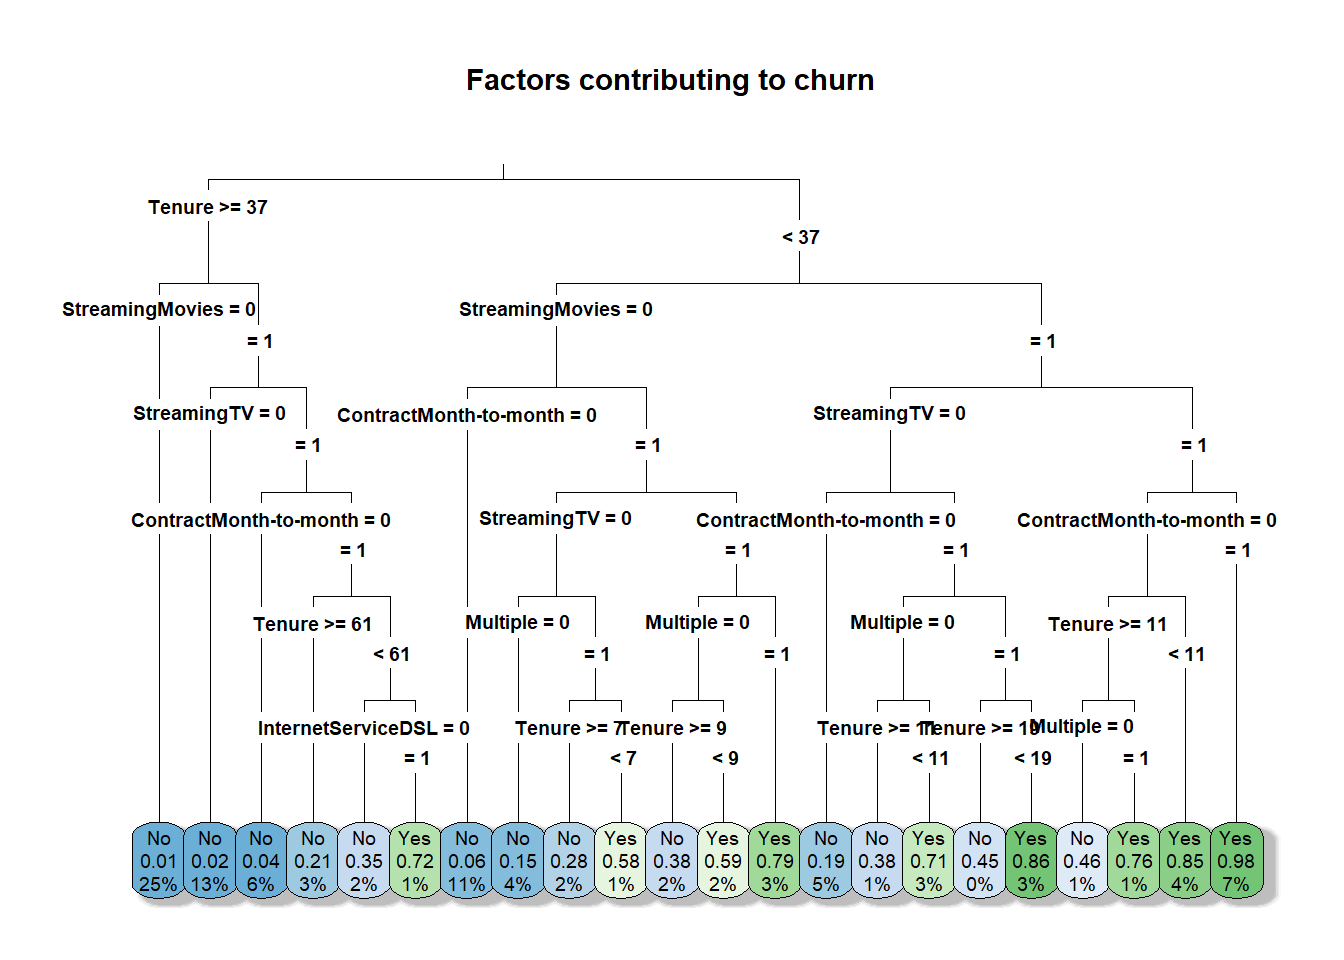 Factors contributing to churn
Tenure >= 37
< 37
StreamingMovies = 0
StreamingMovies = 0
= 1
= 1
StreamingTV = 0
ContractMonth-to-month = 0
StreamingTV = 0
= 1
= 1
= 1
ContractMonth-to-month = 0
StreamingTV = 0
ContractMonth-to-month = 0
ContractMonth-to-month = 0
= 1
= 1
= 1
= 1
Tenure >= 61
Multiple = 0
Multiple = 0
Multiple = 0
Tenure >= 11
< 61
= 1
= 1
= 1
< 11
InternetServiceDSL = 0
Tenure >= 7
Tenure >= 9
Tenure >= 11
Tenure >= 19
Multiple = 0
= 1
< 7
< 9
< 11
< 19
= 1
No No No No No Yes No No No Yes No Yes Yes No No Yes No Yes No Yes Yes Yes
0.01 0.02 0.04 0.21 0.35 0.72 0.06 0.15 0.28 0.58 0.38 0.59 0.79 0.19 0.38 0.71 0.45 0.86 0.46 0.76 0.85 0.98
25% 13% 6% 3% 2% 1% 11% 4% 2% 1% 2% 2% 3% 5% 1% 3% 0% 3% 1% 1% 4% 7%